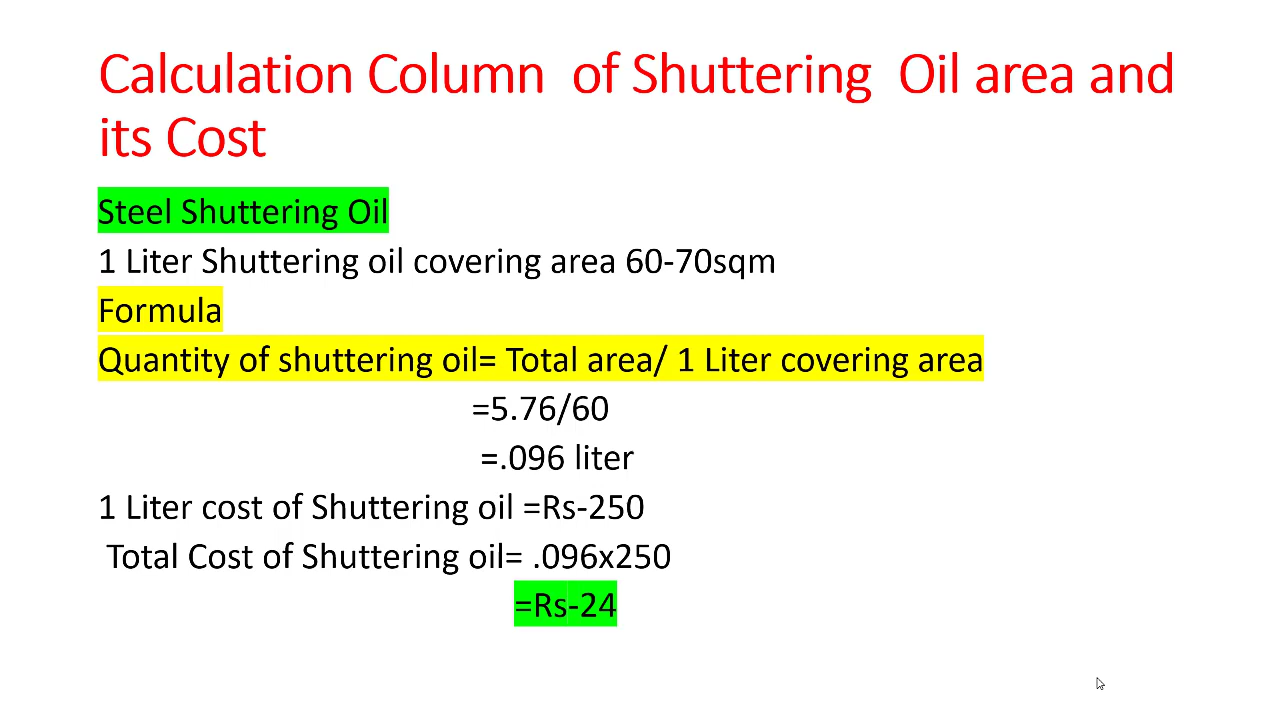 Calculation Column of Shuttering Oil area and
its Cost
Steel Shuttering Oil
1 Liter Shuttering oil covering area 60-70sqm
Formula
Quantity of shuttering oil= Total area/ 1 Liter covering area
=5.76/60
=.096 liter
1 Liter cost of Shuttering oil =Rs-250
Total Cost of Shuttering oil= .096x250
=Rs-24